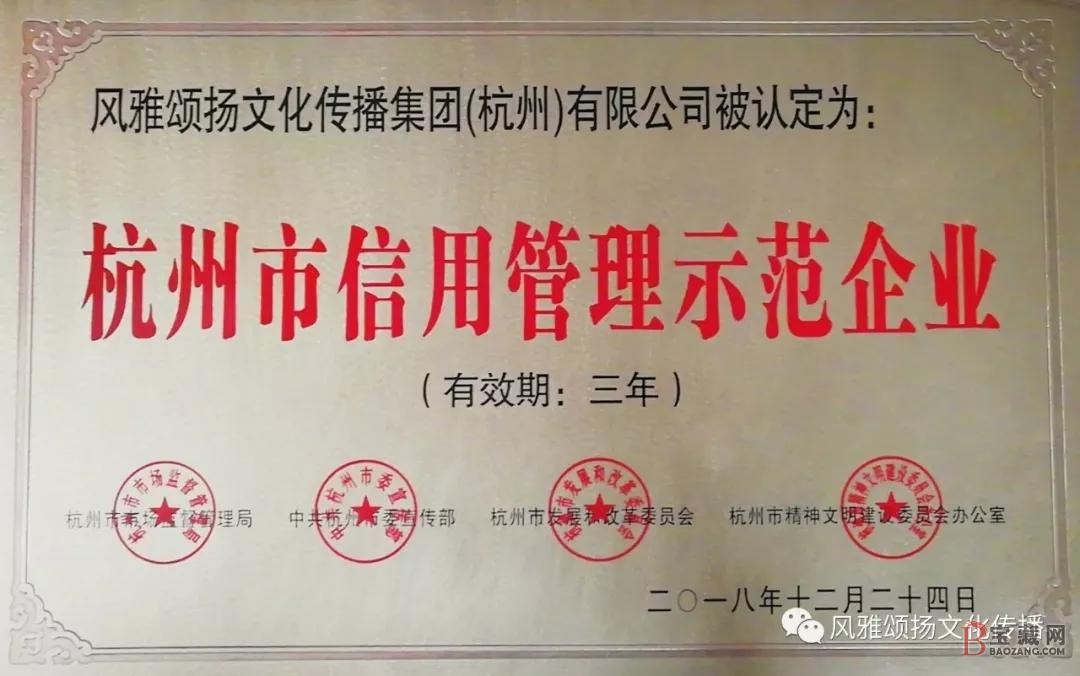 风雅颂扬文化传播集团(杭州)有限公司被认定为：
杭州市信用管理示范企业
（有效期：三年）
杭州市市场监督管理局 中共杭州市委宣传部 杭州市发展和改革委员会 杭州市精神文明建设委员会办公室
二〇一八年十二月二十四日
风雅颂扬文化传播
宝藏网
BAOZANG.COM